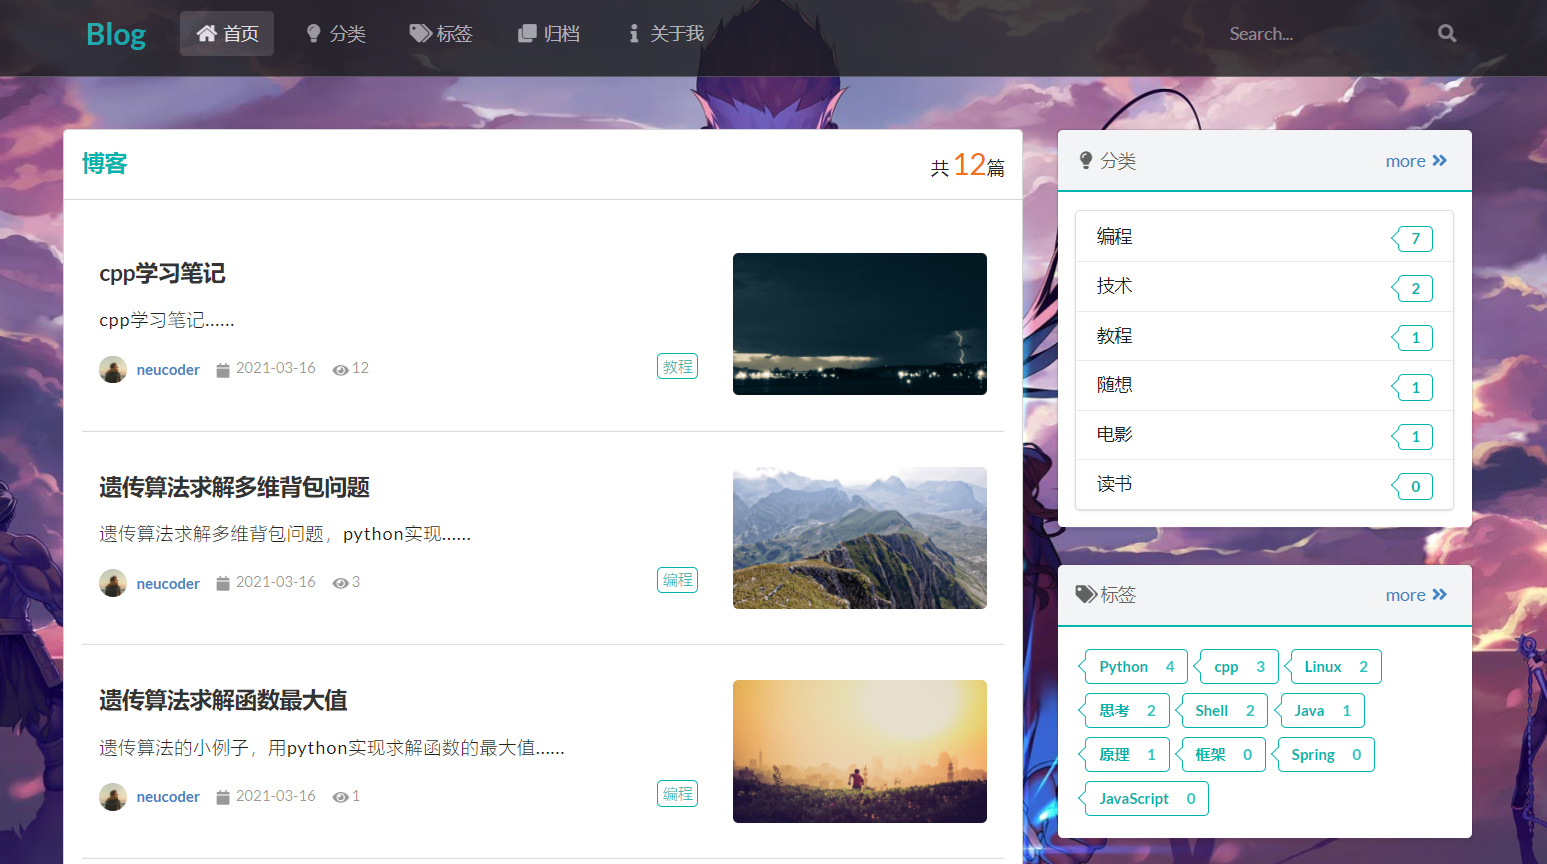 Blog 首页 分类 标签 归档 关于我 Search...
博客 共12篇
cpp学习笔记
cpp学习笔记......
neucoder 2021-03-16 12 教程
遗传算法求解多维背包问题
遗传算法求解多维背包问题，python实现......
neucoder 2021-03-16 3 编程
遗传算法求解函数最大值
遗传算法的小例子，用python实现求解函数的最大值......
neucoder 2021-03-16 1 编程
分类 more
编程 7
技术 2
教程 1
随想 1
电影 1
读书 0
标签 more
Python 4 cpp 3 Linux 2
思考 2 Shell 2 Java 1
原理 1 框架 0 Spring 0
JavaScript 0